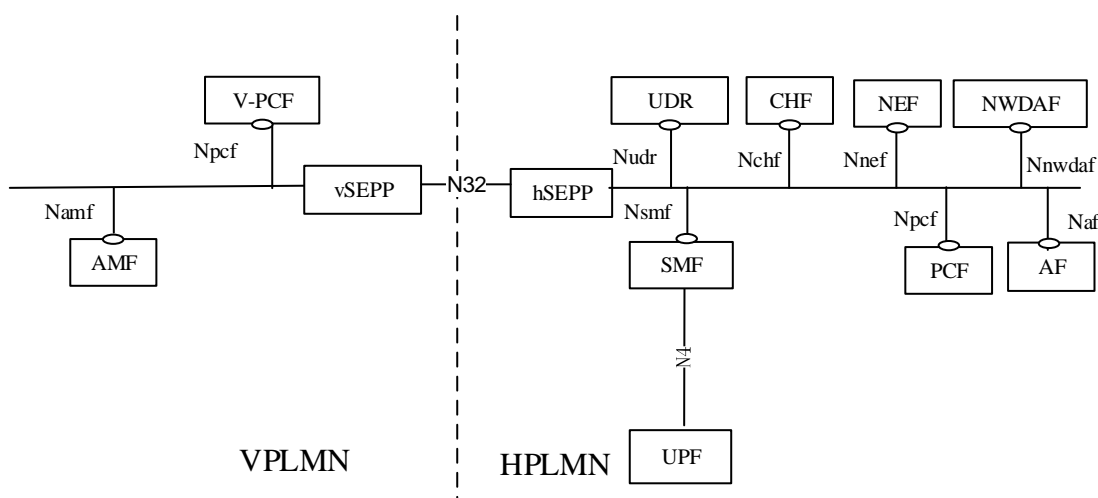 V-PCF
UDR
CHF
NEF
NWDAF
Npcf
Nudr
Nchf
Nnef
Nnwdaf
vSEPP
N32
hSEPP
Namf
Nsmf
Npcf
Naf
AMF
SMF
PCF
AF
N4
UPF
VPLMN
HPLMN